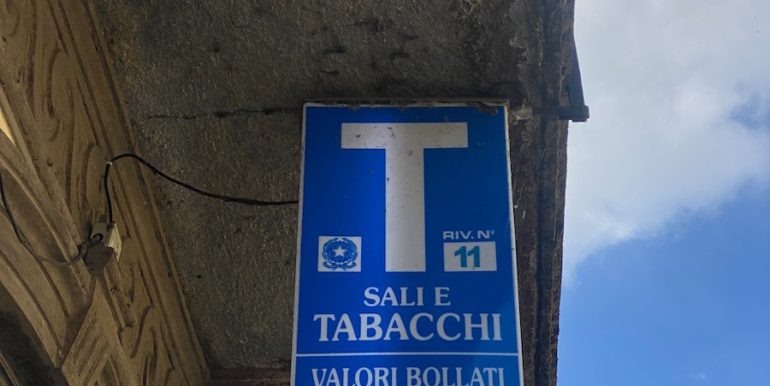 T
RIV. N°
11
SALI E
TABACCHI
VALORI BOLLATI